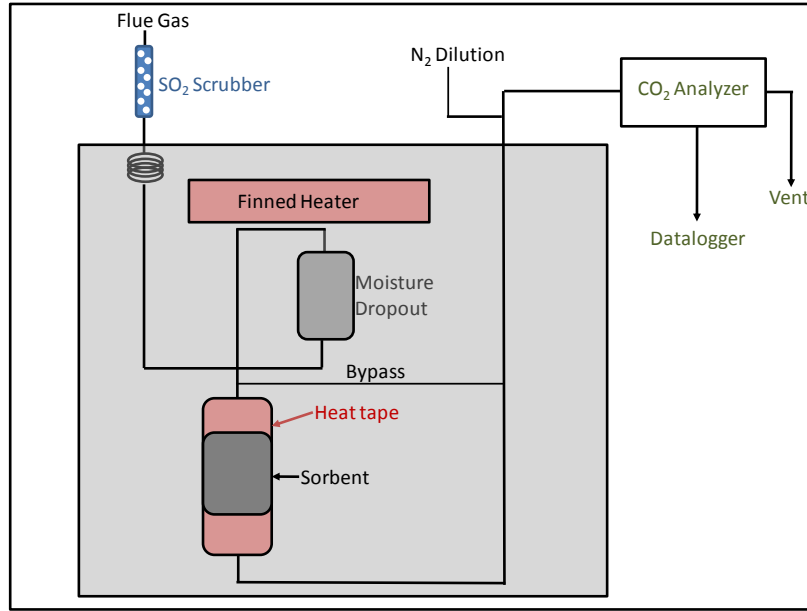 Flue Gas
SO₂ Scrubber
N₂ Dilution
CO₂ Analyzer
Vent
Datalogger
Finned Heater
Moisture
Dropout
Bypass
Heat tape
Sorbent